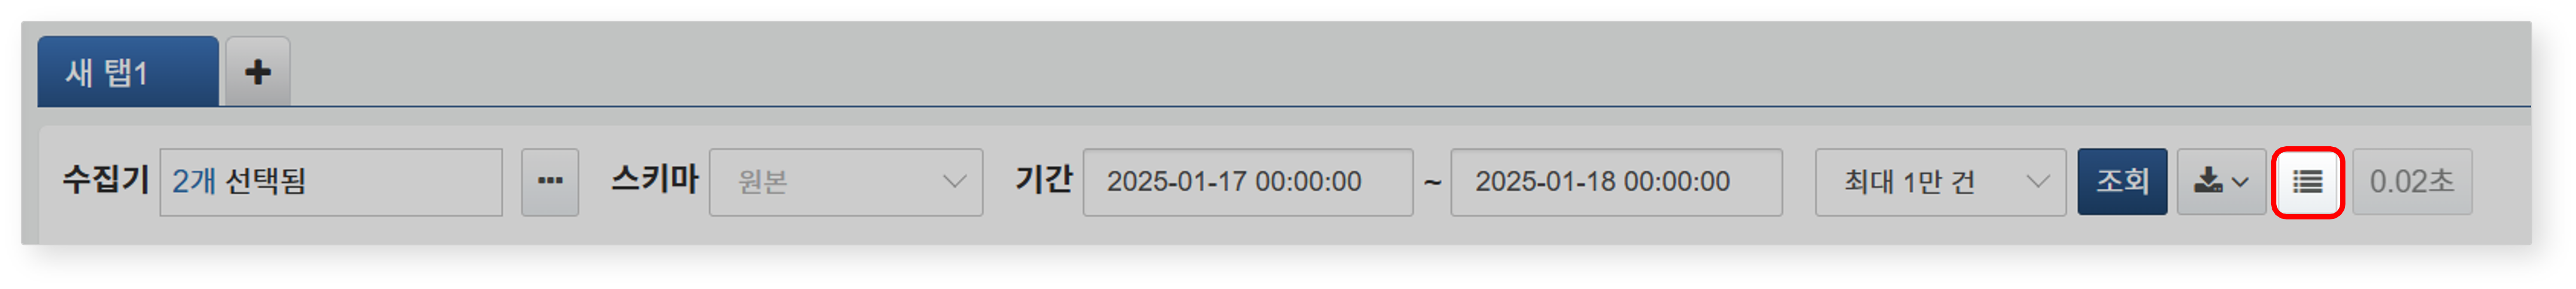 새 탭1
수집기 2개 선택됨 ... 스키마 원본 기간 2025-01-17 00:00:00 ~ 2025-01-18 00:00:00 최대 1만 건 조회 0.02초